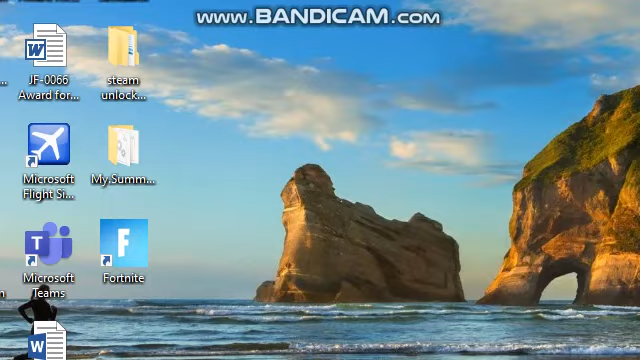 www.BANDICAM.com
JF-0066
Award for...
steam
unlock...
Microsoft
Flight Si...
My.Summ...
Microsoft
Teams
Fortnite